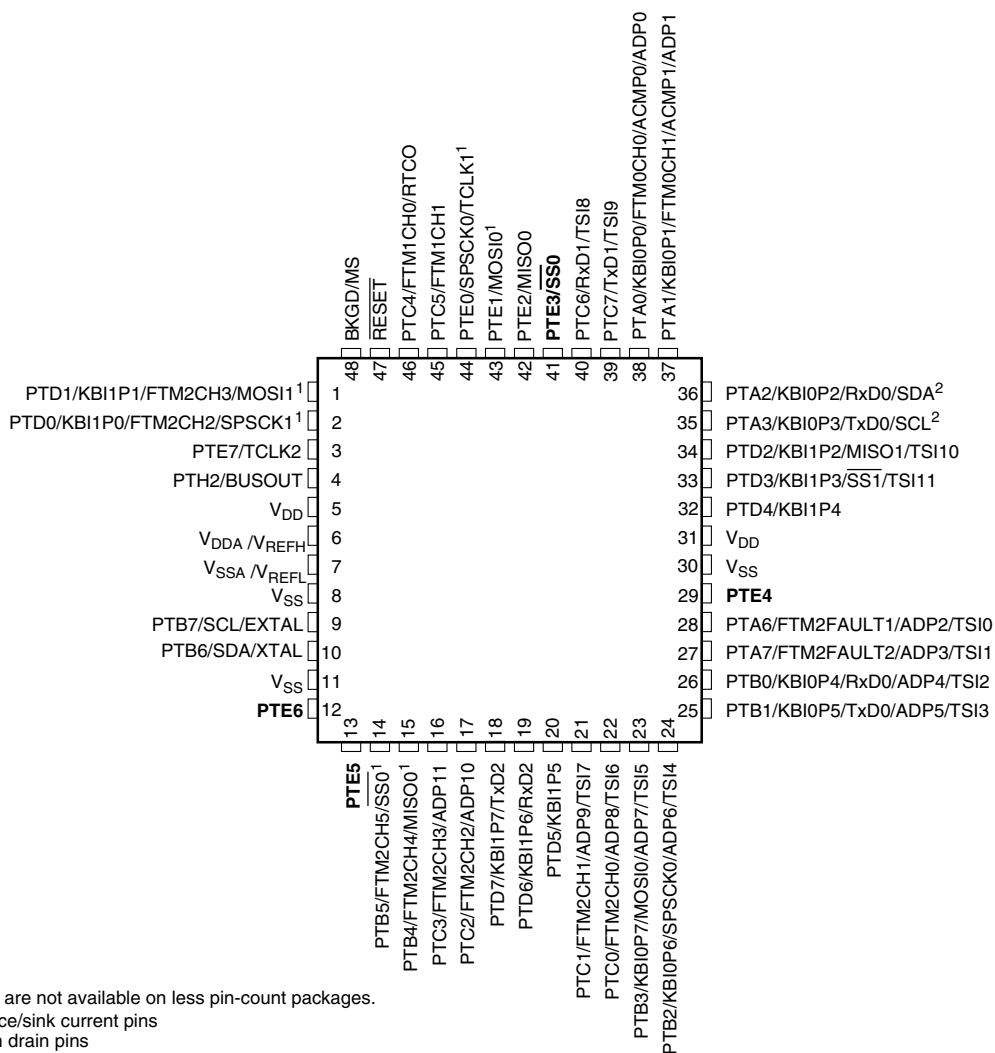 BKGD/MS
RESET
PTC4/FTM1CH0/RTCO
PTC5/FTM1CH1
PTE0/SPSCK0/TCLK1¹
PTE1/MOSI0¹
PTE2/MISO0
PTE3/SS0
PTC6/RxD1/TSI8
PTC7/TxD1/TSI9
PTA0/KBI0P0/FTM0CH0/ACMP0/ADP0
PTA1/KBI0P1/FTM0CH1/ACMP1/ADP1
48
47
46
45
44
43
42
41
40
39
38
37
PTD1/KBI1P1/FTM2CH3/MOSI1¹ 1
PTD0/KBI1P0/FTM2CH2/SPSCK1¹ 2
PTE7/TCLK2 3
PTH2/BUSOUT 4
VDD 5
VDDA /VREFH 6
VSSA /VREFL 7
VSS 8
PTB7/SCL/EXTAL 9
PTB6/SDA/XTAL 10
VSS 11
PTE6 12
36 PTA2/KBI0P2/RxD0/SDA²
35 PTA3/KBI0P3/TxD0/SCL²
34 PTD2/KBI1P2/MISO1/TSI10
33 PTD3/KBI1P3/SS1/TSI11
32 PTD4/KBI1P4
31 VDD
30 VSS
29 PTE4
28 PTA6/FTM2FAULT1/ADP2/TSI0
27 PTA7/FTM2FAULT2/ADP3/TSI1
26 PTB0/KBI0P4/RxD0/ADP4/TSI2
25 PTB1/KBI0P5/TxD0/ADP5/TSI3
13
14
15
16
17
18
19
20
21
22
23
24
PTE5
PTB5/FTM2CH5/SS0¹
PTB4/FTM2CH4/MISO0¹
PTC3/FTM2CH3/ADP11
PTC2/FTM2CH2/ADP10
PTD7/KBI1P7/TxD2
PTD6/KBI1P6/RxD2
PTD5/KBI1P5
PTC1/FTM2CH1/ADP9/TSI7
PTC0/FTM2CH0/ADP8/TSI6
PTB3/KBI0P7/MOSI0/ADP7/TSI5
PTB2/KBI0P6/SPSCK0/ADP6/TSI4
are not available on less pin-count packages.
ce/sink current pins
drain pins